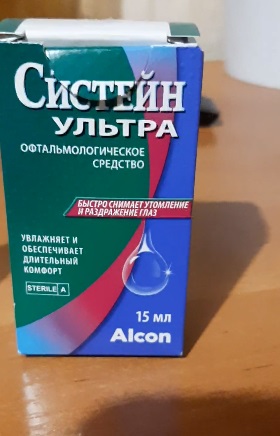 СИСТЕЙН
УЛЬТРА
ОФТАЛЬМОЛОГИЧЕСКОЕ
СРЕДСТВО
БЫСТРО СНИМАЕТ УТОМЛЕНИЕ
И РАЗДРАЖЕНИЕ ГЛАЗ
УВЛАЖНЯЕТ И
ОБЕСПЕЧИВАЕТ
ДЛИТЕЛЬНЫЙ
КОМФОРТ
STERILE A
15 мл
Alcon